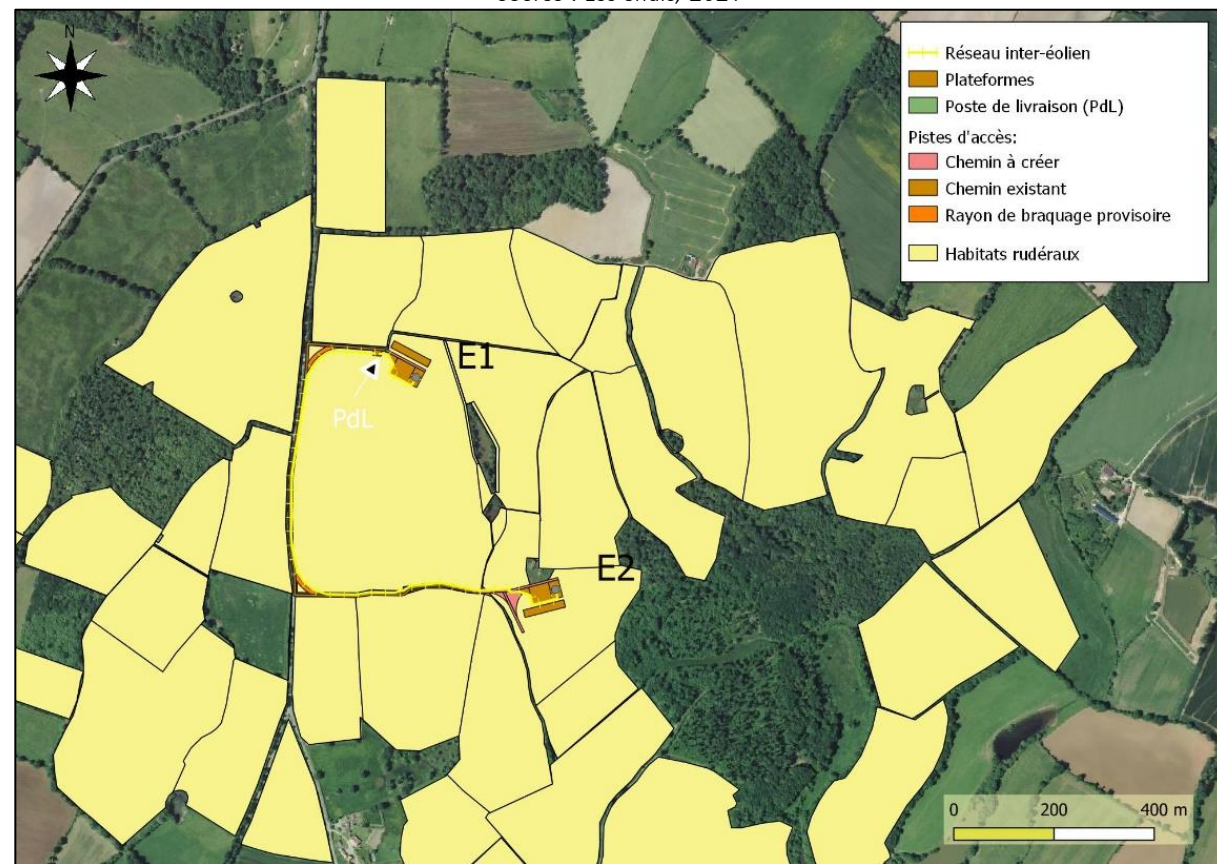 N
Réseau inter-éolien
Plateformes
Poste de livraison (PdL)
Pistes d'accès:
Chemin à créer
Chemin existant
Rayon de braquage provisoire
Habitats rudéraux
E1
PdL
E2
0 200 400 m